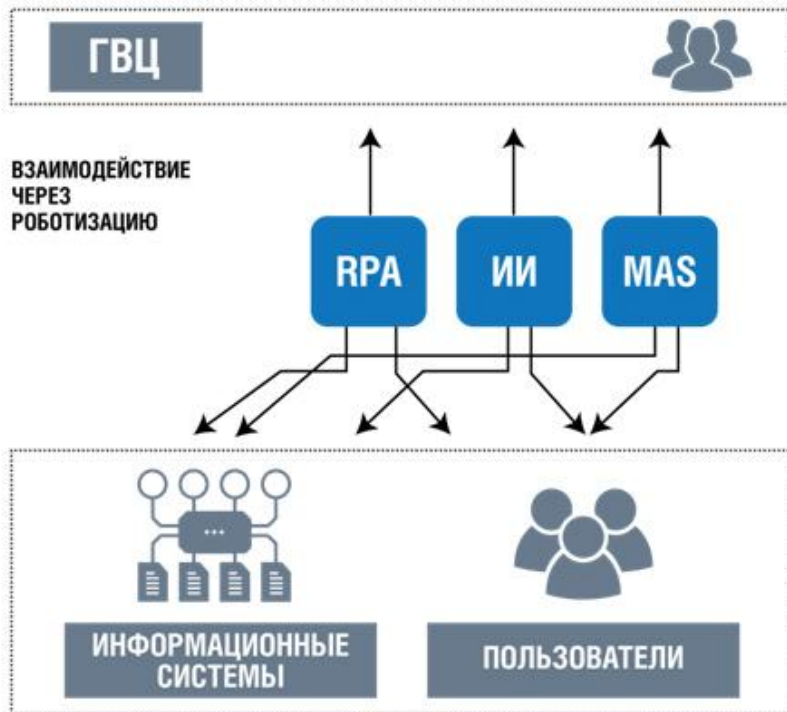 ГВЦ
ВЗАИМОДЕЙСТВИЕ
ЧЕРЕЗ
РОБОТИЗАЦИЮ
RPA
ИИ
MAS
...
ИНФОРМАЦИОННЫЕ
СИСТЕМЫ
ПОЛЬЗОВАТЕЛИ